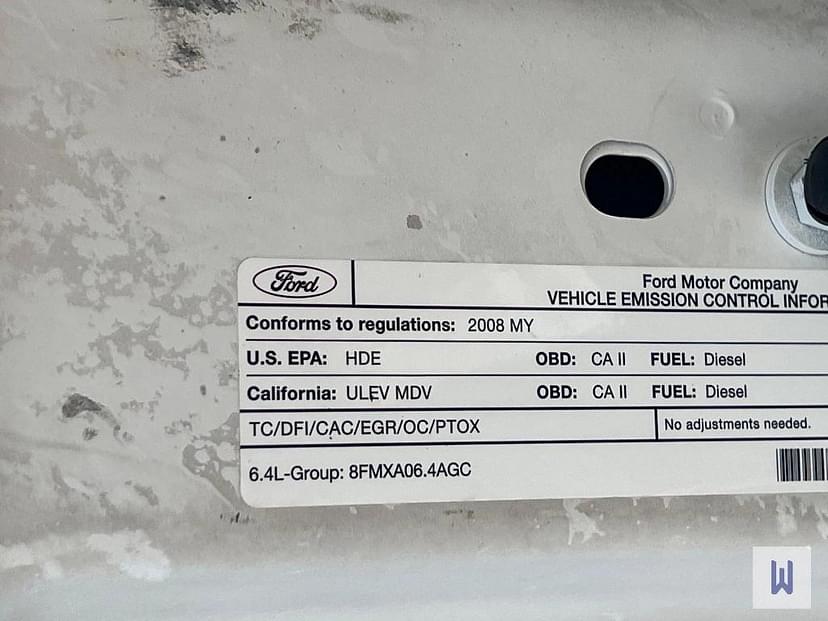 Ford
Ford Motor Company
VEHICLE EMISSION CONTROL INFOR
Conforms to regulations: 2008 MY
U.S. EPA: HDE OBD: CA II FUEL: Diesel
California: ULEV MDV OBD: CA II FUEL: Diesel
TC/DFI/CAC/EGR/OC/PTOX No adjustments needed.
6.4L-Group: 8FMXA06.4AGC
W